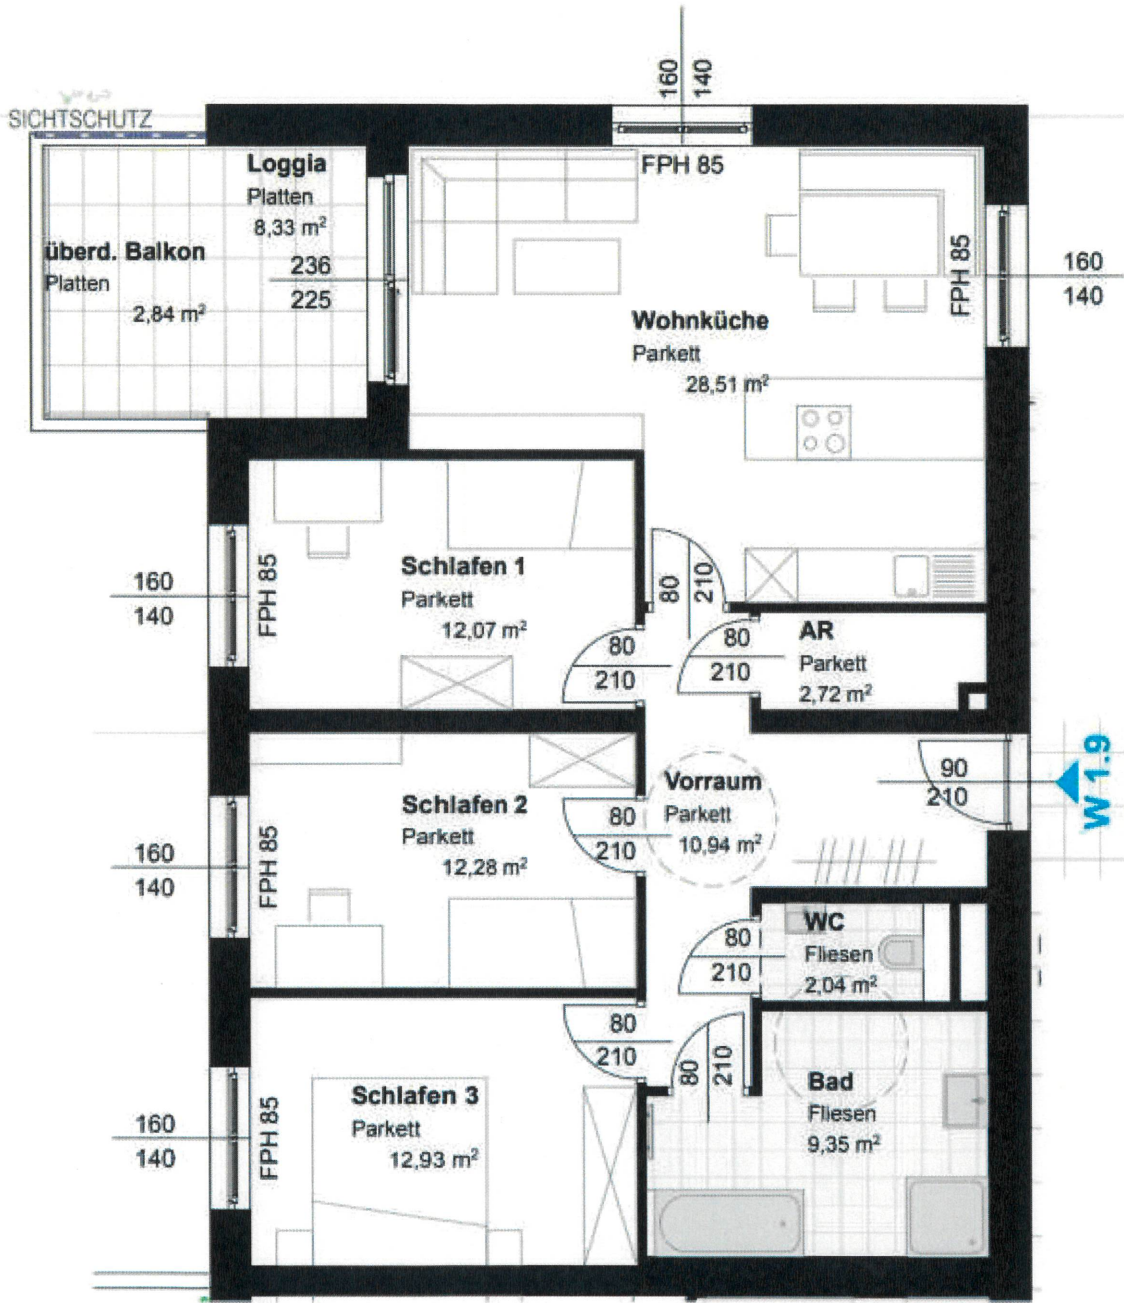 160
140
SICHTSCHUTZ
FPH 85
Loggia
Platten
8,33 m²
überd. Balkon
Platten
2,84 m²
236
225
FPH 85
160
140
Wohnküche
Parkett
28,51 m²
Schlafen 1
Parkett
12,07 m²
160
140
FPH 85
80
210
80
210
80
210
AR
Parkett
2,72 m²
Vorraum
Parkett
10,94 m²
90
210
W 1.9
Schlafen 2
Parkett
12,28 m²
80
210
160
140
FPH 85
80
210
WC
Fliesen
2,04 m²
80
210
80
210
Schlafen 3
Parkett
12,93 m²
160
140
FPH 85
Bad
Fliesen
9,35 m²